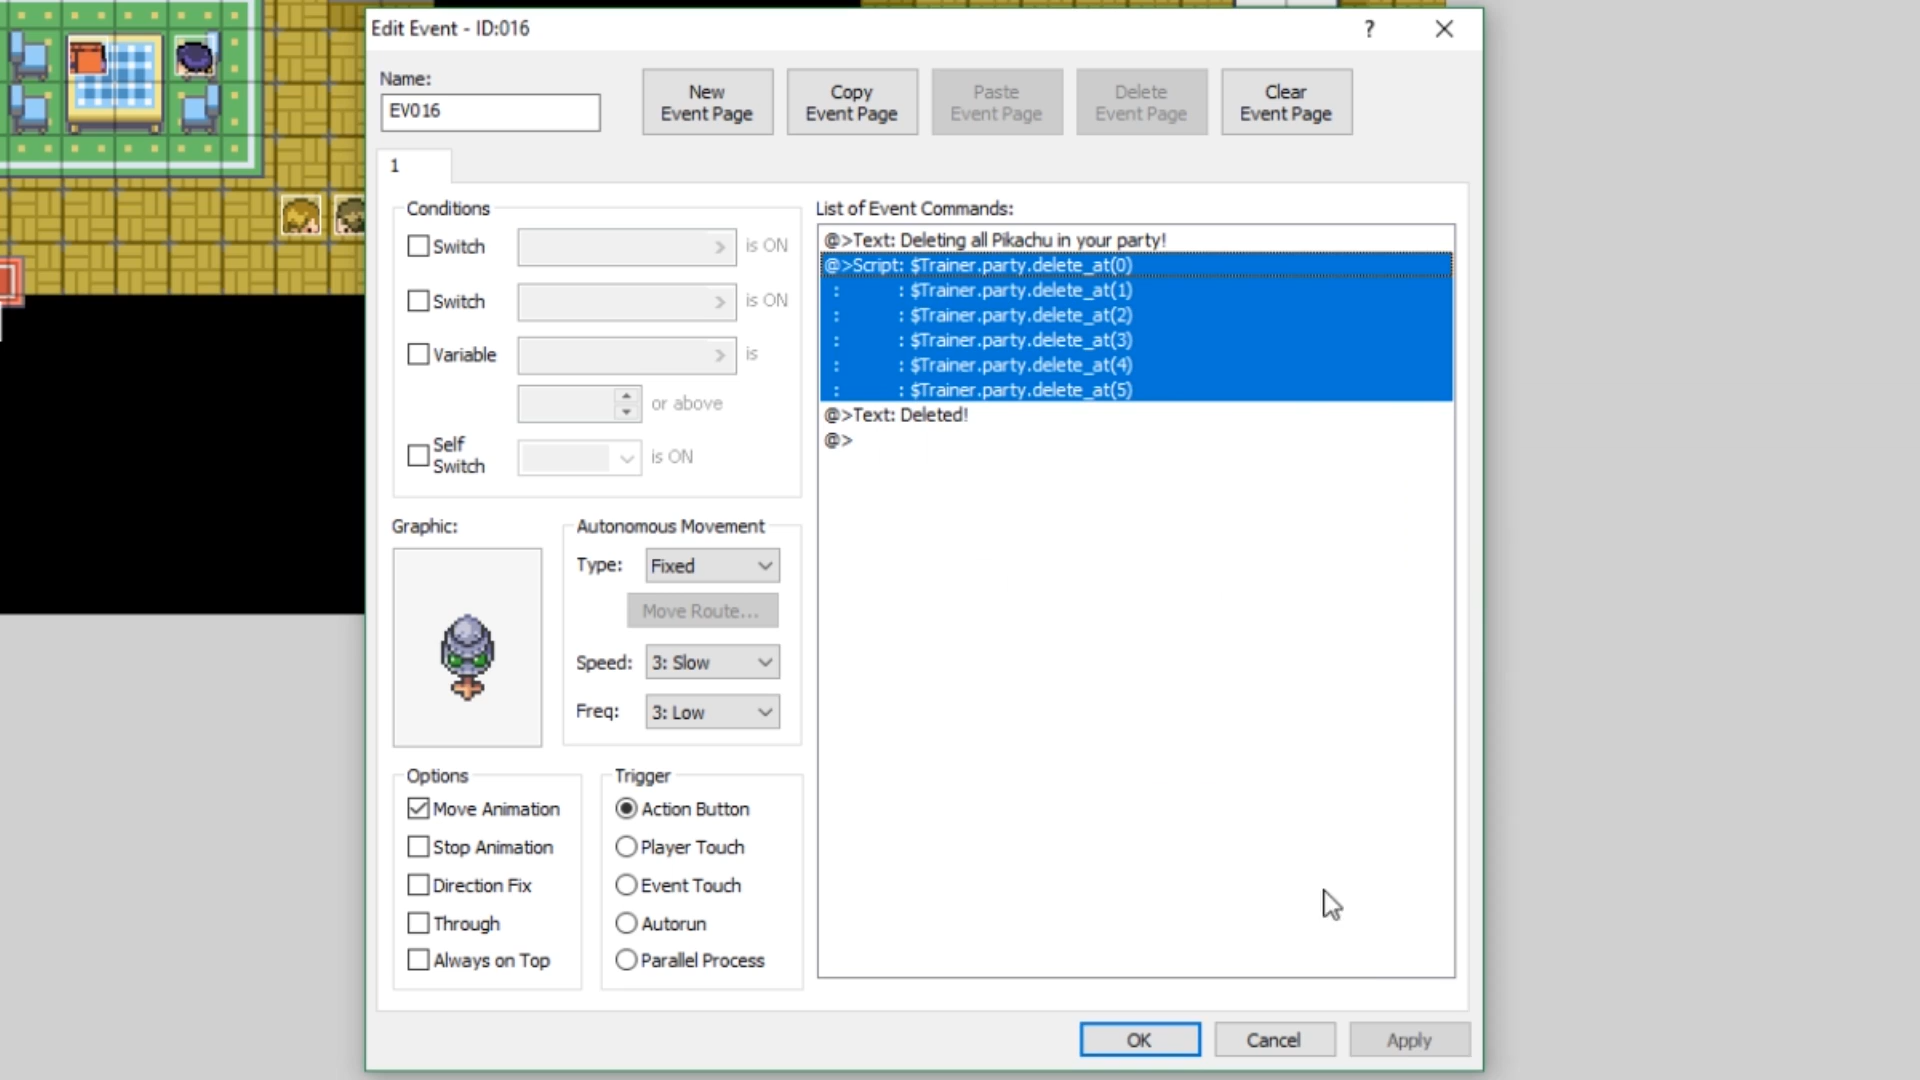 Edit Event - ID:016
?
Name:
EV016
New
Event Page
Copy
Event Page
Paste
Event Page
Delete
Event Page
Clear
Event Page
1
Conditions
Switch
is ON
Switch
is ON
Variable
is
or above
Self
Switch
is ON
Graphic:
Autonomous Movement
Type:
Fixed
Move Route...
Speed:
3: Slow
Freq:
3: Low
Options
Move Animation
Stop Animation
Direction Fix
Through
Always on Top
Trigger
Action Button
Player Touch
Event Touch
Autorun
Parallel Process
List of Event Commands:
@>Text: Deleting all Pikachu in your party!
@>Script: $Trainer.party.delete_at(0)
: : $Trainer.party.delete_at(1)
: : $Trainer.party.delete_at(2)
: : $Trainer.party.delete_at(3)
: : $Trainer.party.delete_at(4)
: : $Trainer.party.delete_at(5)
@>Text: Deleted!
@>
OK
Cancel
Apply